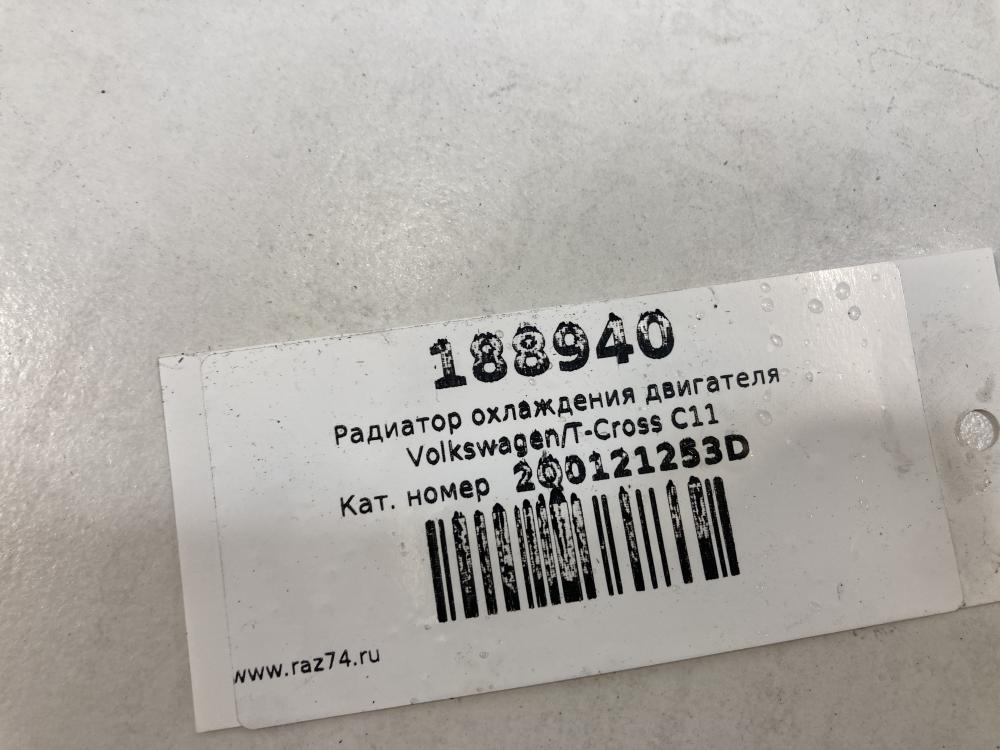 188940
Радиатор охлаждения двигателя
Volkswagen/T-Cross C11
Кат. номер 2Q0121253D
www.raz74.ru